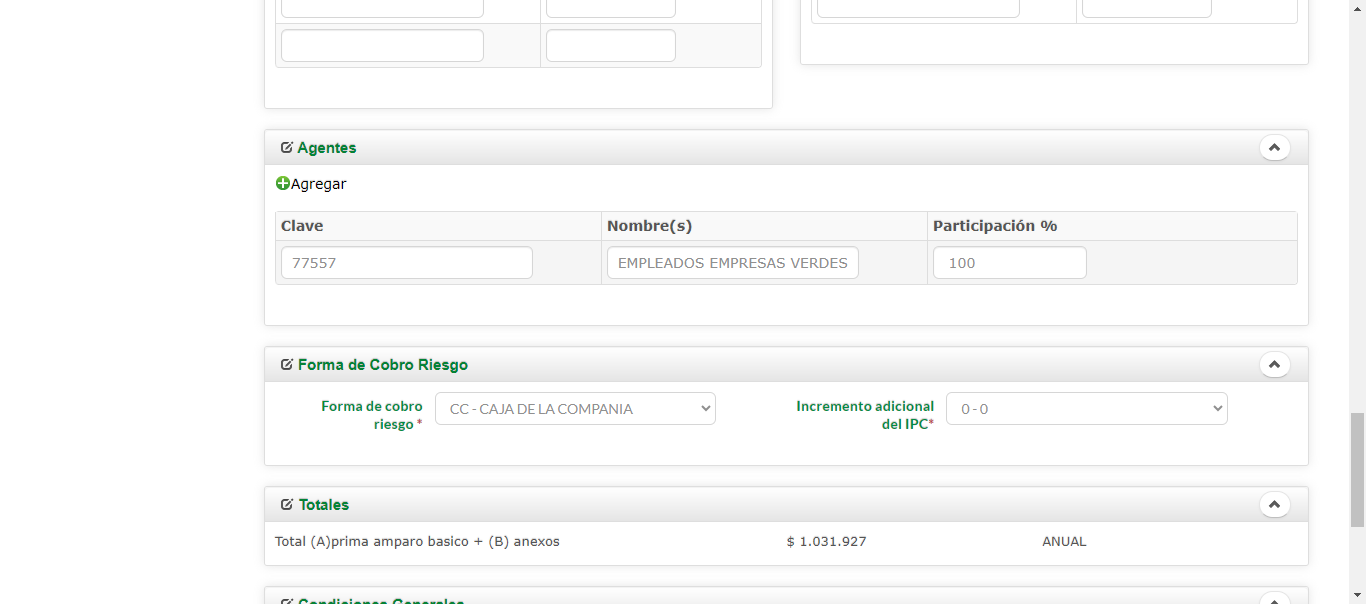 Agentes
Agregar
Clave Nombre(s) Participación %
77557 EMPLEADOS EMPRESAS VERDES 100
Forma de Cobro Riesgo
Forma de cobro riesgo * CC - CAJA DE LA COMPANIA Incremento adicional del IPC* 0 - 0
Totales
Total (A)prima amparo basico + (B) anexos $ 1.031.927 ANUAL
Condiciones Generales